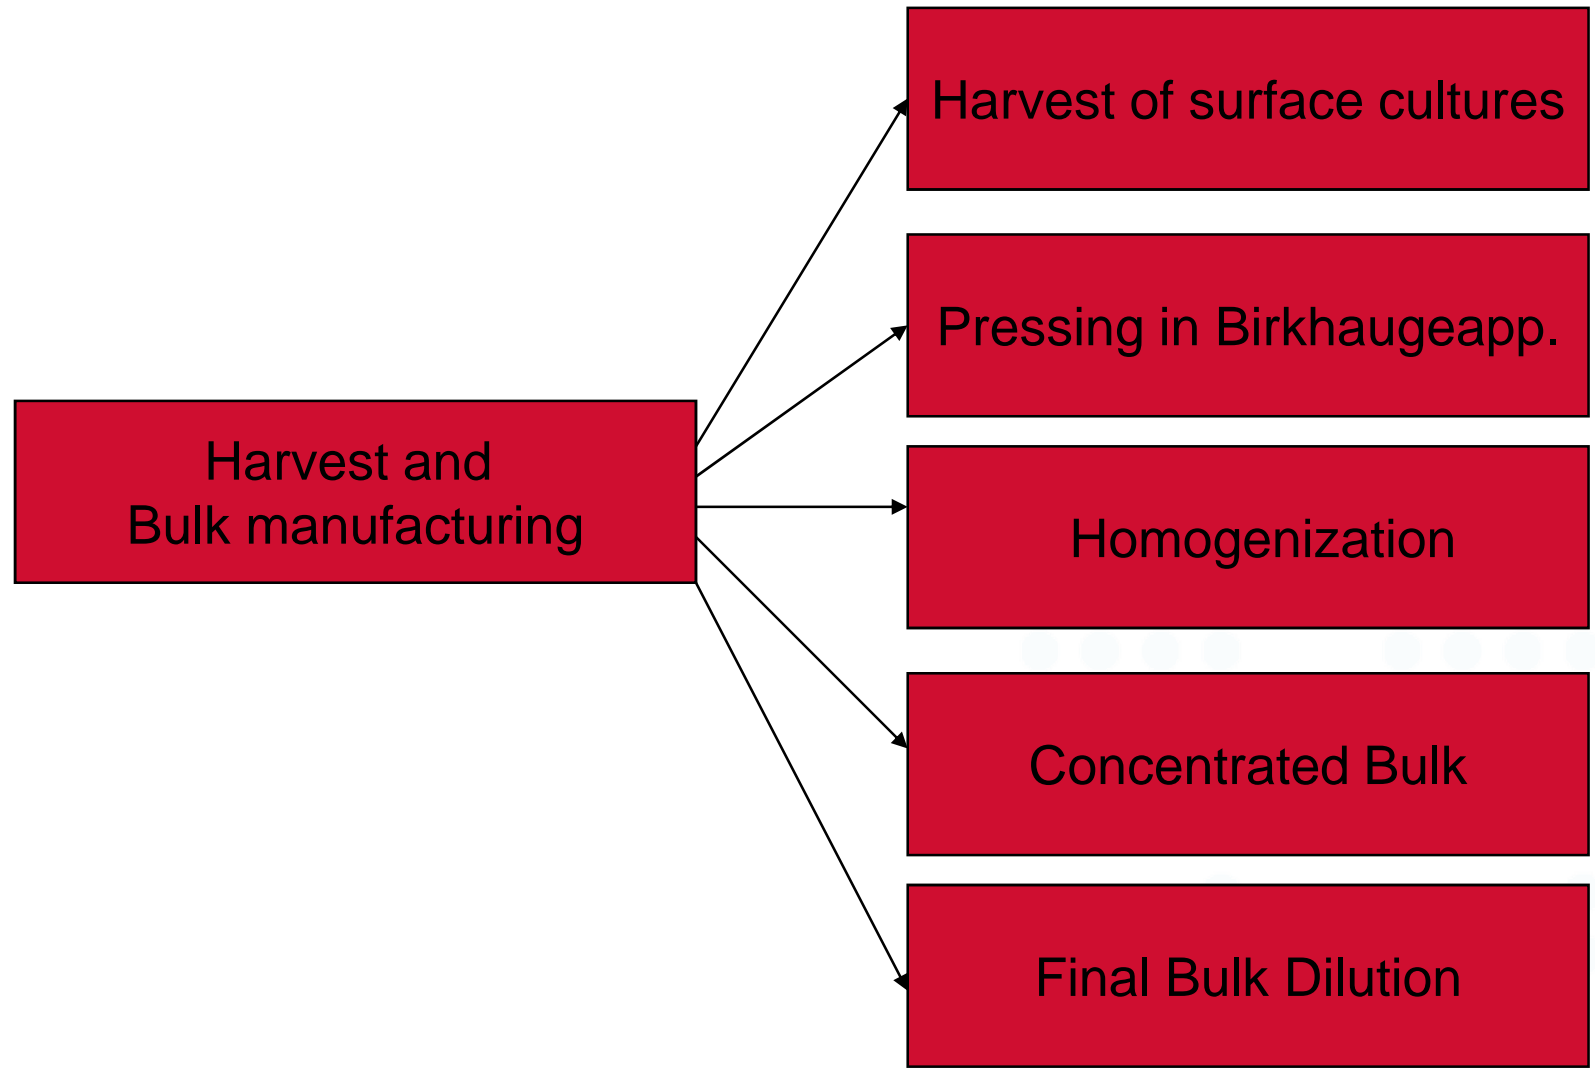 Harvest of surface cultures
Pressing in Birkhaugeapp.
Harvest and
Bulk manufacturing
Homogenization
Concentrated Bulk
Final Bulk Dilution